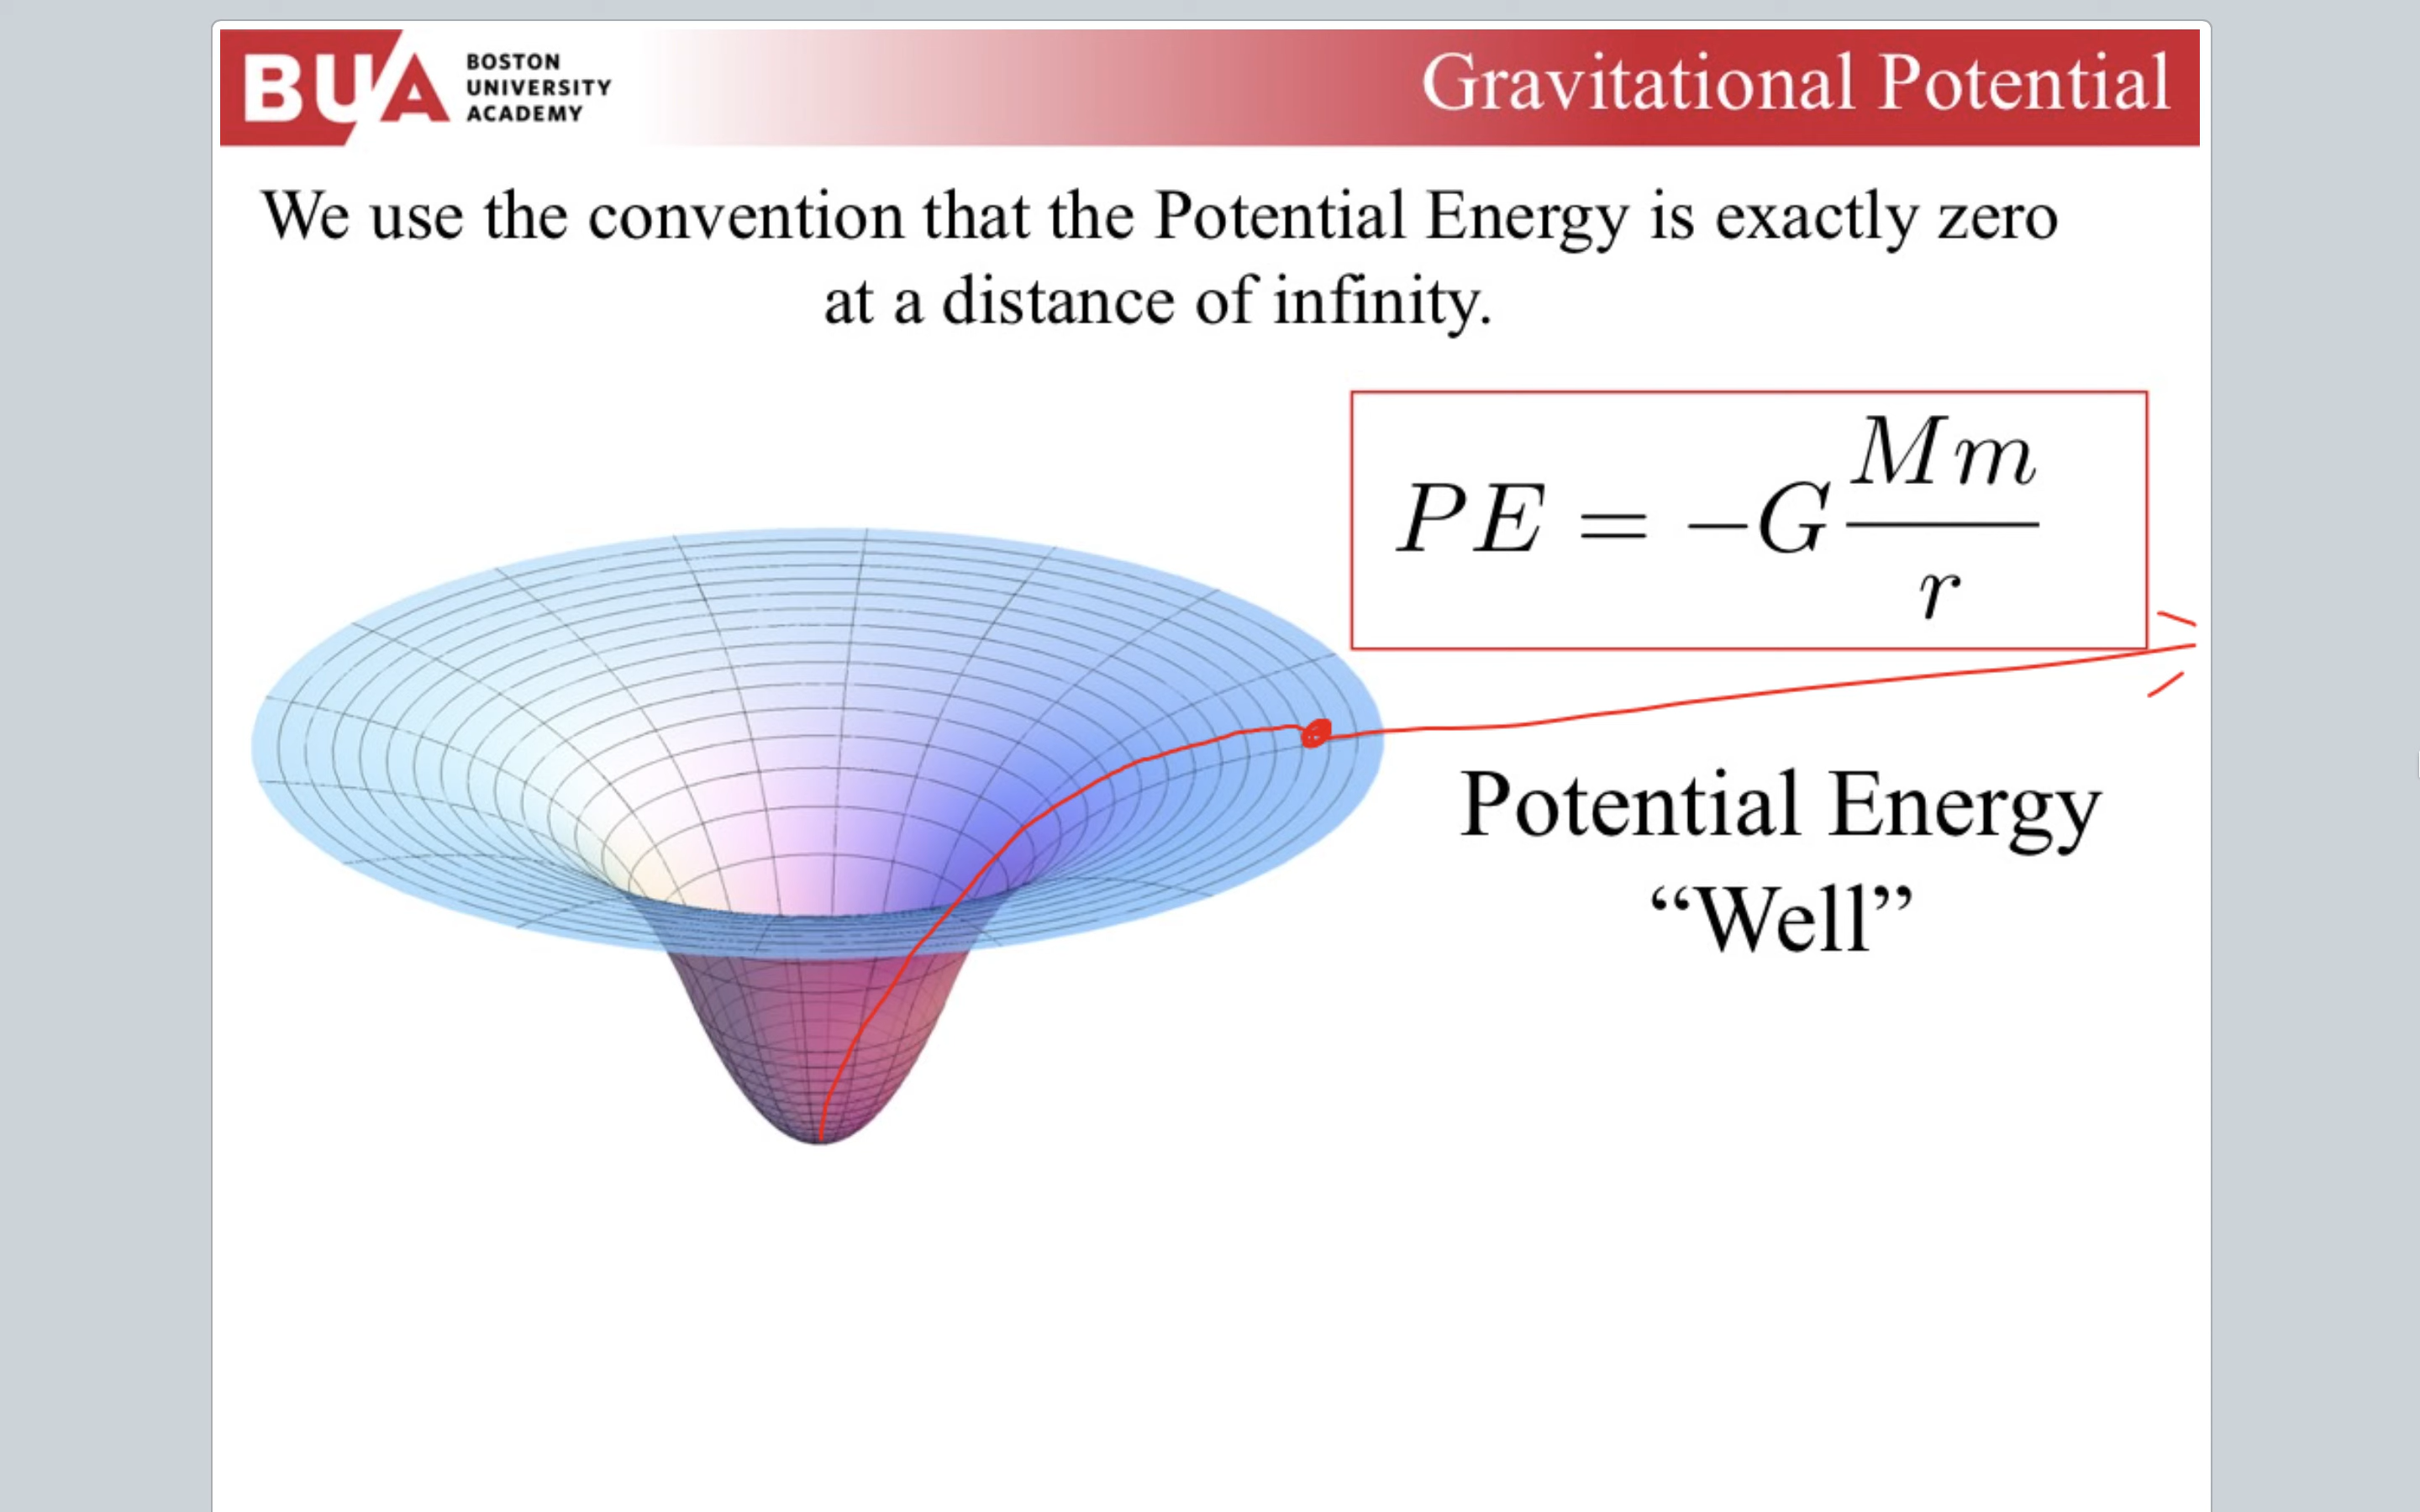 BUA BOSTON
UNIVERSITY
ACADEMY
Gravitational Potential
We use the convention that the Potential Energy is exactly zero
at a distance of infinity.
PE = −G Mm / r
Potential Energy
“Well”